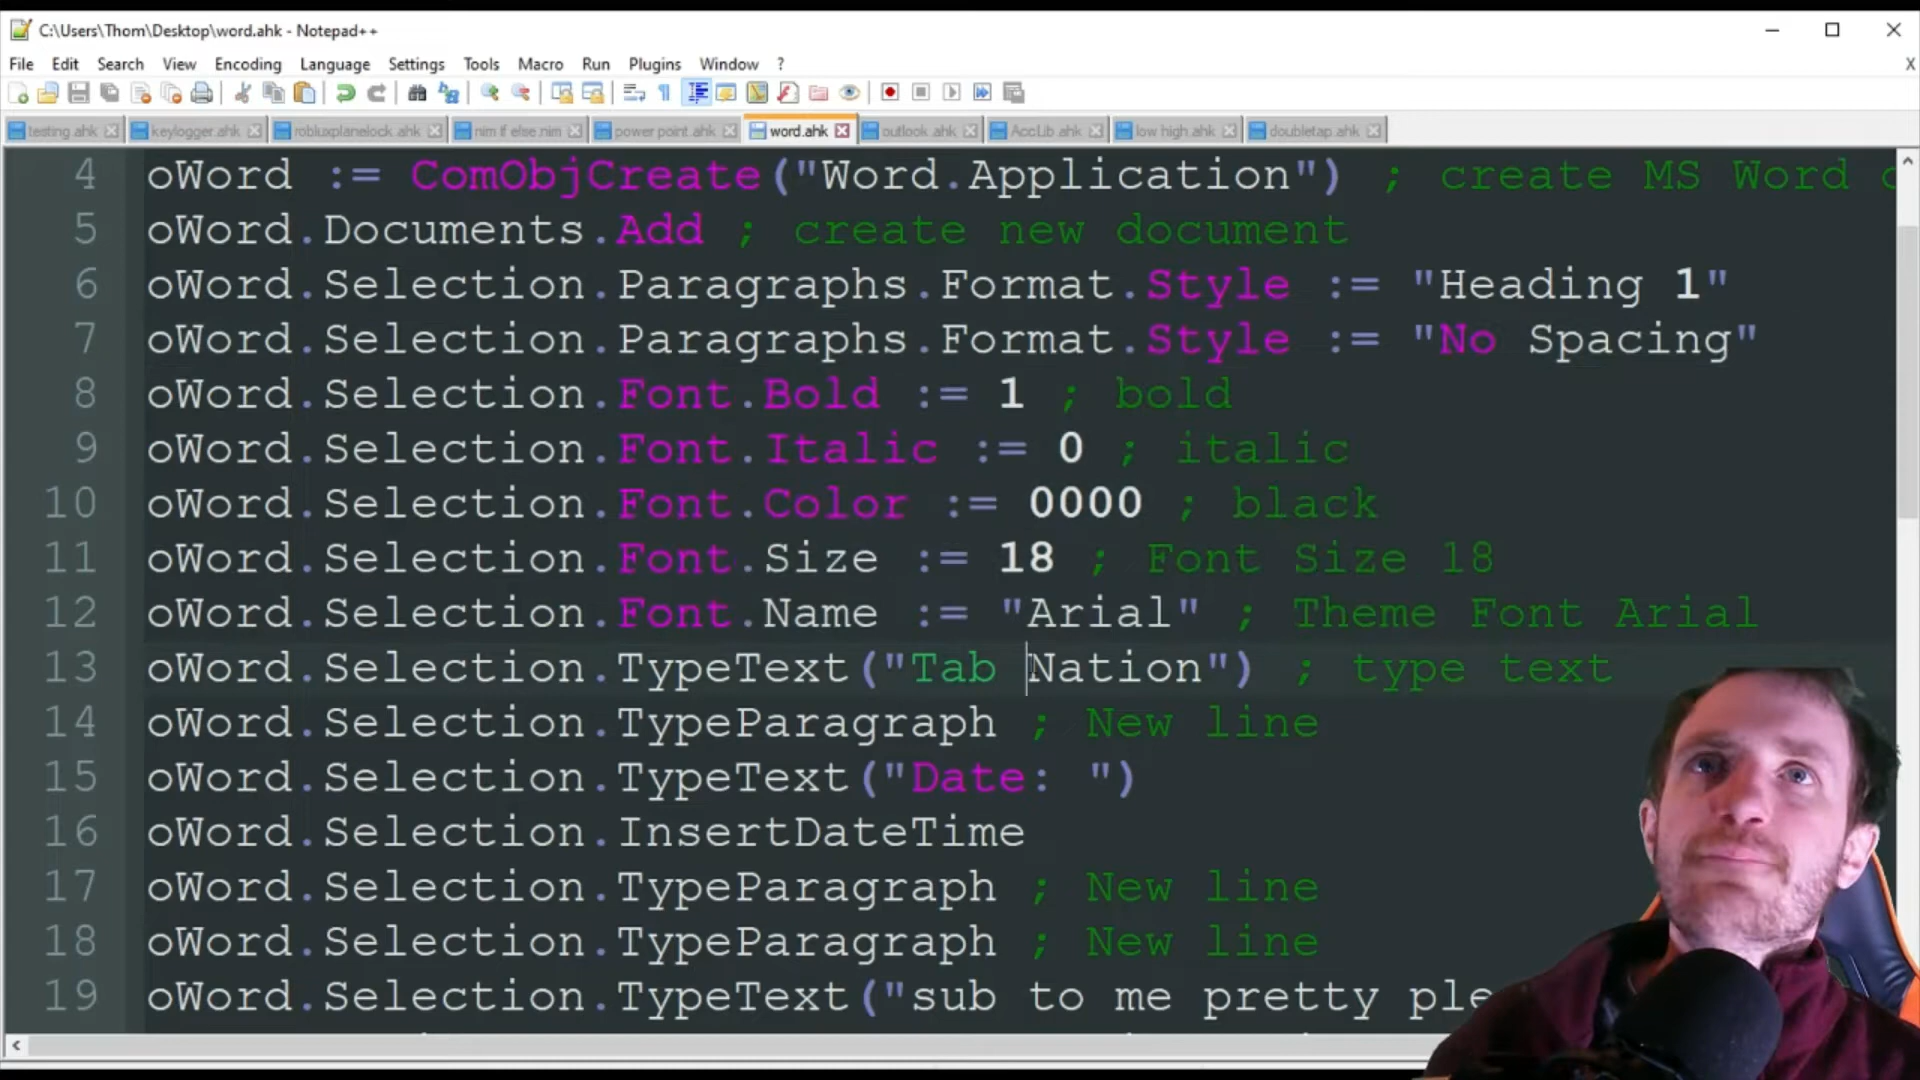 C:\Users\Thom\Desktop\word.ahk - Notepad++
File Edit Search View Encoding Language Settings Tools Macro Run Plugins Window ? X
testing.ahk keylogger.ahk robluxplanelock.ahk nim if else.nim power point.ahk word.ahk outlook.ahk AccLib.ahk low high.ahk doubletap.ahk
4 oWord := ComObjCreate("Word.Application") ; create MS Word
5 oWord.Documents.Add ; create new document
6 oWord.Selection.Paragraphs.Format.Style := "Heading 1"
7 oWord.Selection.Paragraphs.Format.Style := "No Spacing"
8 oWord.Selection.Font.Bold := 1 ; bold
9 oWord.Selection.Font.Italic := 0 ; italic
10 oWord.Selection.Font.Color := 0000 ; black
11 oWord.Selection.Font.Size := 18 ; Font Size 18
12 oWord.Selection.Font.Name := "Arial" ; Theme Font Arial
13 oWord.Selection.TypeText("Tab Nation") ; type text
14 oWord.Selection.TypeParagraph ; New line
15 oWord.Selection.TypeText("Date: ")
16 oWord.Selection.InsertDateTime
17 oWord.Selection.TypeParagraph ; New line
18 oWord.Selection.TypeParagraph ; New line
19 oWord.Selection.TypeText("sub to me pretty ple